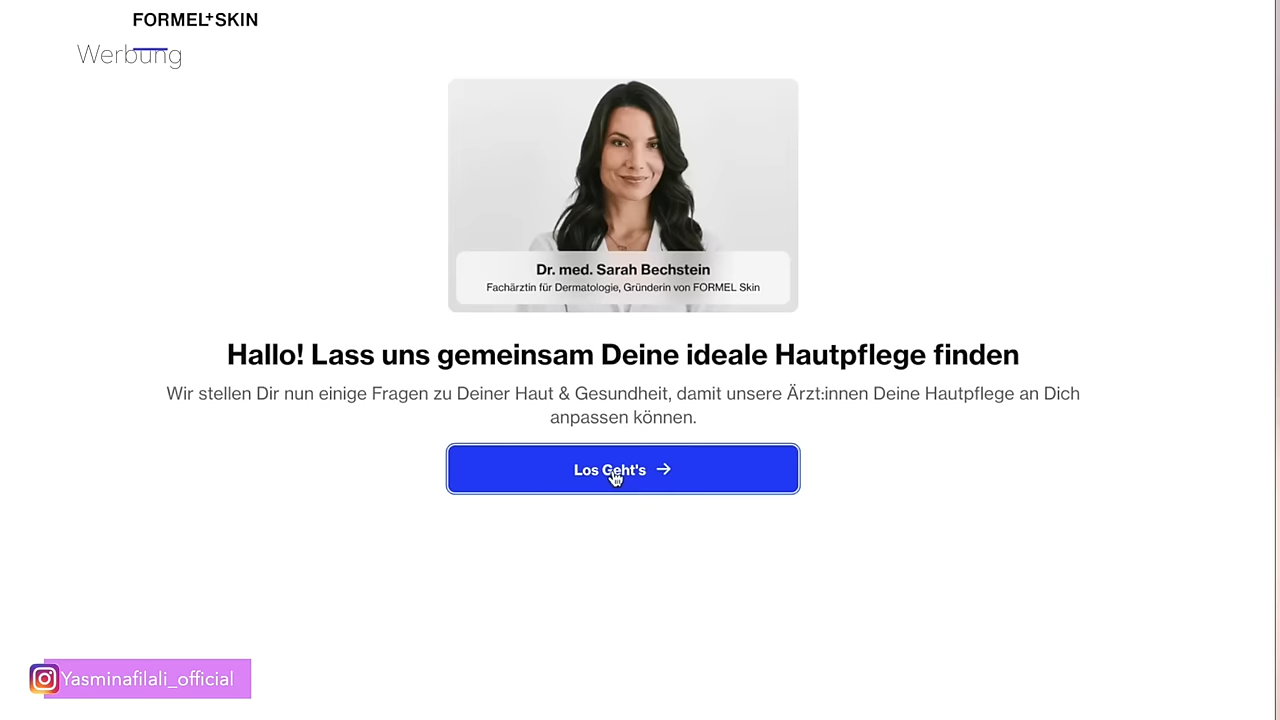 FORMEL+SKIN
Werbung
Dr. med. Sarah Bechstein
Fachärztin für Dermatologie, Gründerin von FORMEL Skin
Hallo! Lass uns gemeinsam Deine ideale Hautpflege finden
Wir stellen Dir nun einige Fragen zu Deiner Haut & Gesundheit, damit unsere Ärzt:innen Deine Hautpflege an Dich
anpassen können.
Los Geht's →
Yasminafilali_official